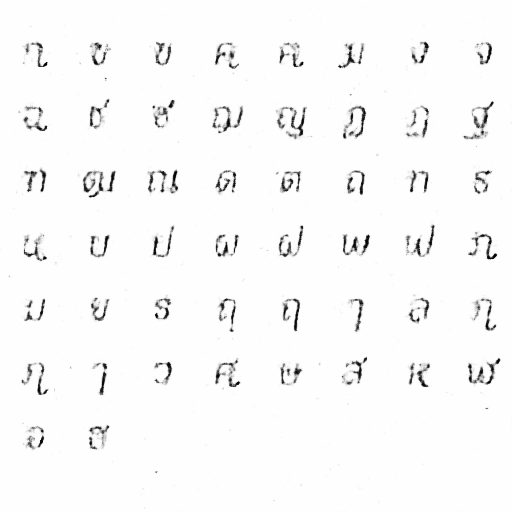 ก ข ฃ ค ฅ ฆ ง จ
ฉ ช ซ ฌ ญ ฎ ฏ ฐ
ฑ ฒ ณ ด ต ถ ท ธ
น บ ป ผ ฝ พ ฟ ภ
ม ย ร ฤ ฤ ๅ ล ฦ
ฦ ๅ ว ศ ษ ส ห ฬ
อ ฮ